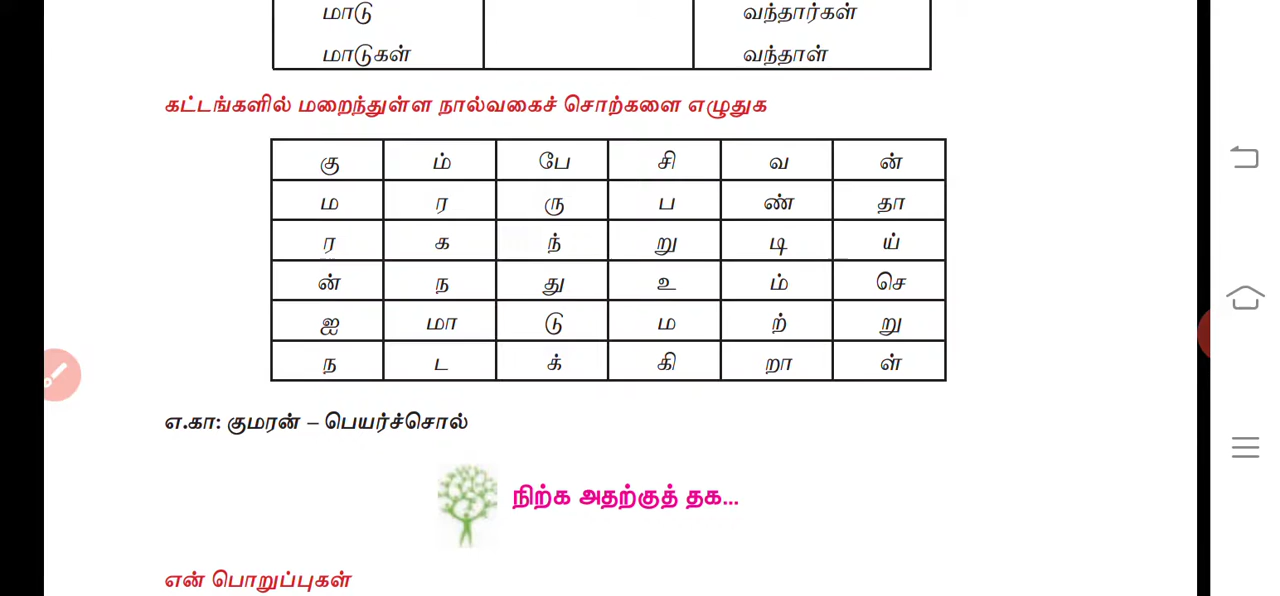 மாடு வந்தார்கள்
மாடுகள் வந்தாள்
கட்டங்களில் மறைந்துள்ள நால்வகைச் சொற்களை எழுதுக
கு ம் பே சி வ ன்
ம ர ரு ப ண் தா
ர க ந் று டி ய்
ன் ந து உ ம் செ
ஐ மா டு ம ற் று
ந ட க் கி றா ள்
எ.கா: குமரன் – பெயர்ச்சொல்
நிற்க அதற்குத் தக...
என் பொறுப்புகள்